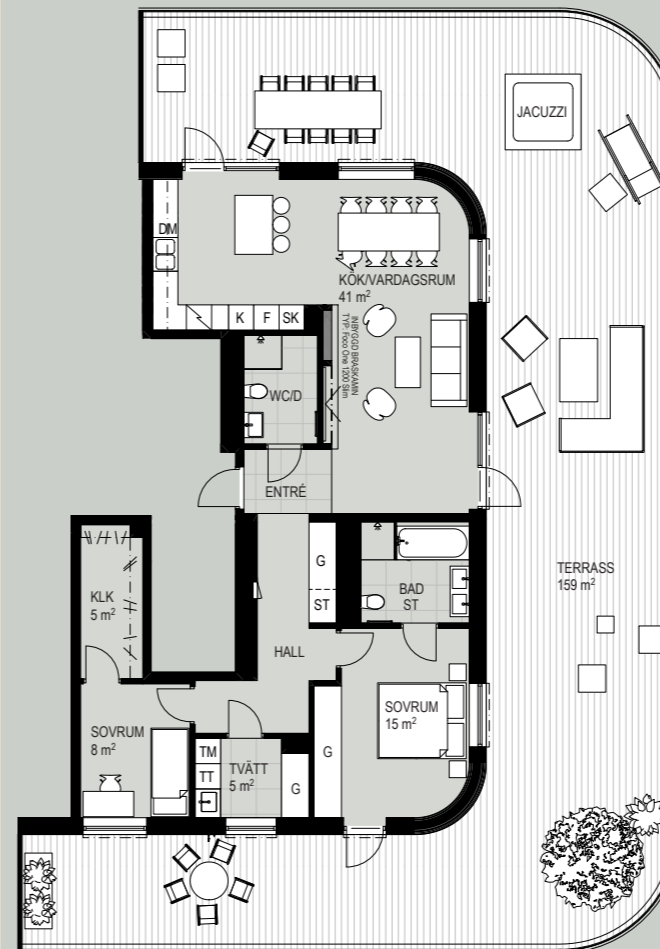 JACUZZI
DM
KÖK/VARDAGSRUM
41 m²
K F SK
INBYGGD BRASKAMIN
TYP: Foco One 1200 Slim
WC/D
ENTRÉ
G
ST
BAD
ST
TERRASS
159 m²
KLK
5 m²
HALL
SOVRUM
15 m²
SOVRUM
8 m²
G
TM
TT
TVÄTT
5 m²
G